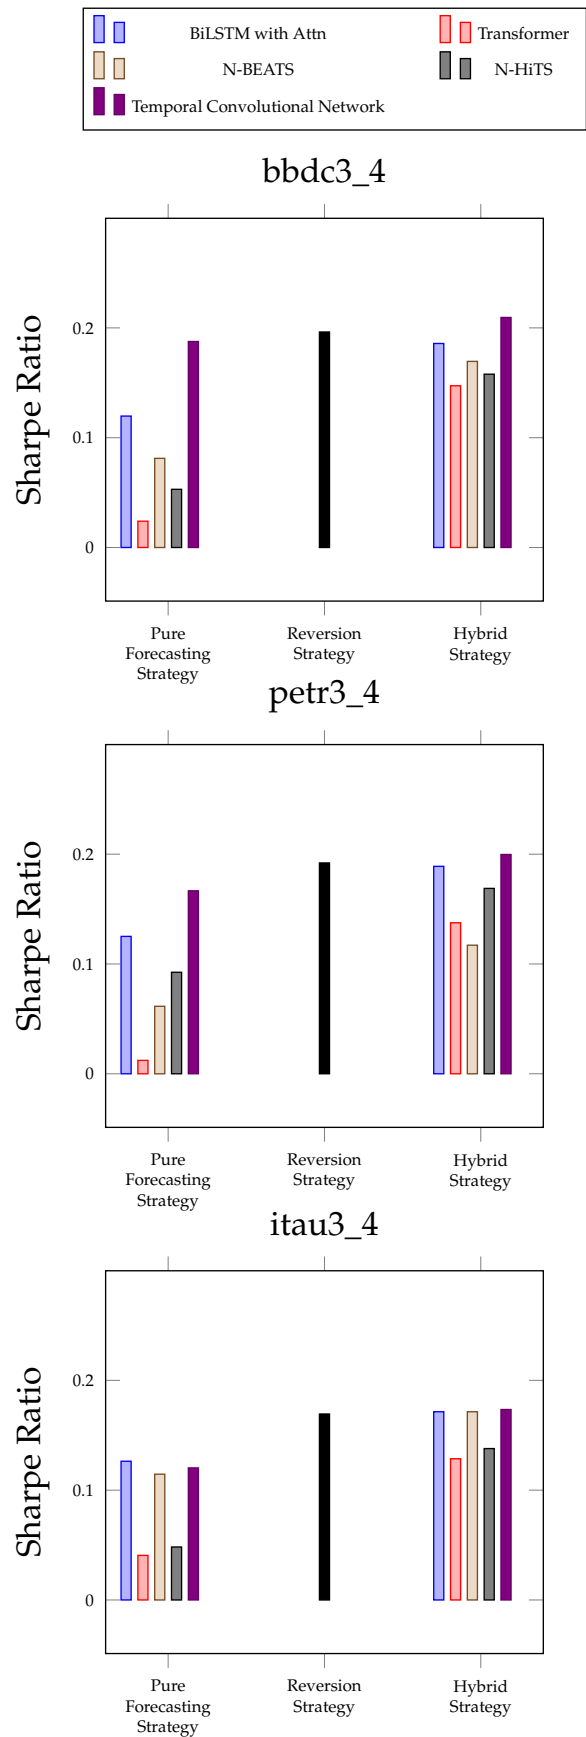 BiLSTM with Attn Transformer
N-BEATS N-HiTS
Temporal Convolutional Network
bbdc3_4
Sharpe Ratio
0.2
0.1
0
Pure
Forecasting
Strategy
Reversion
Strategy
Hybrid
Strategy
petr3_4
Sharpe Ratio
0.2
0.1
0
Pure
Forecasting
Strategy
Reversion
Strategy
Hybrid
Strategy
itau3_4
Sharpe Ratio
0.2
0.1
0
Pure
Forecasting
Strategy
Reversion
Strategy
Hybrid
Strategy